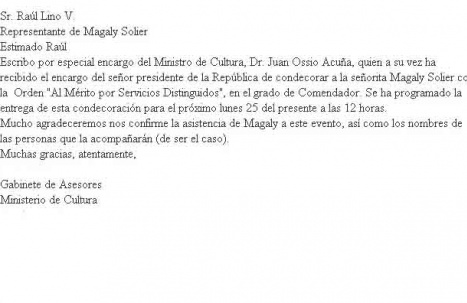 Sr. Raúl Lino V.
Representante de Magaly Solier
Estimado Raúl
Escribo por especial encargo del Ministro de Cultura, Dr. Juan Ossio Acuña, quien a su vez ha
recibido el encargo del señor presidente de la República de condecorar a la señorita Magaly Solier co
la Orden "Al Mérito por Servicios Distinguidos", en el grado de Comendador. Se ha programado la
entrega de esta condecoración para el próximo lunes 25 del presente a las 12 horas.
Mucho agradeceremos nos confirme la asistencia de Magaly a este evento, así como los nombres de
las personas que la acompañarán (de ser el caso).
Muchas gracias, atentamente,
Gabinete de Asesores
Ministerio de Cultura